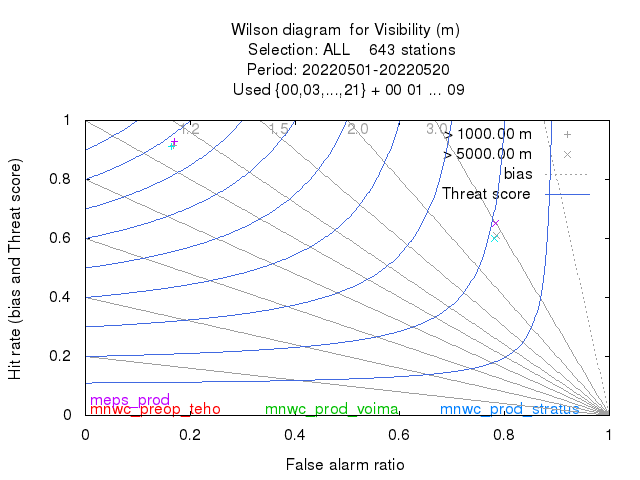 Wilson diagram for Visibility (m)
Selection: ALL 643 stations
Period: 20220501-20220520
Used {00,03,...,21} + 00 01 ... 09
Hit rate (bias and Threat score)
1
0.8
0.6
0.4
0.2
0
1.2
1.5
2.0
3.0
> 1000.00 m
> 5000.00 m
bias
Threat score
meps_prod
mnwc_preop_teho
mnwc_prod_voima
mnwc_prod_stratus
0 0.2 0.4 0.6 0.8 1
False alarm ratio